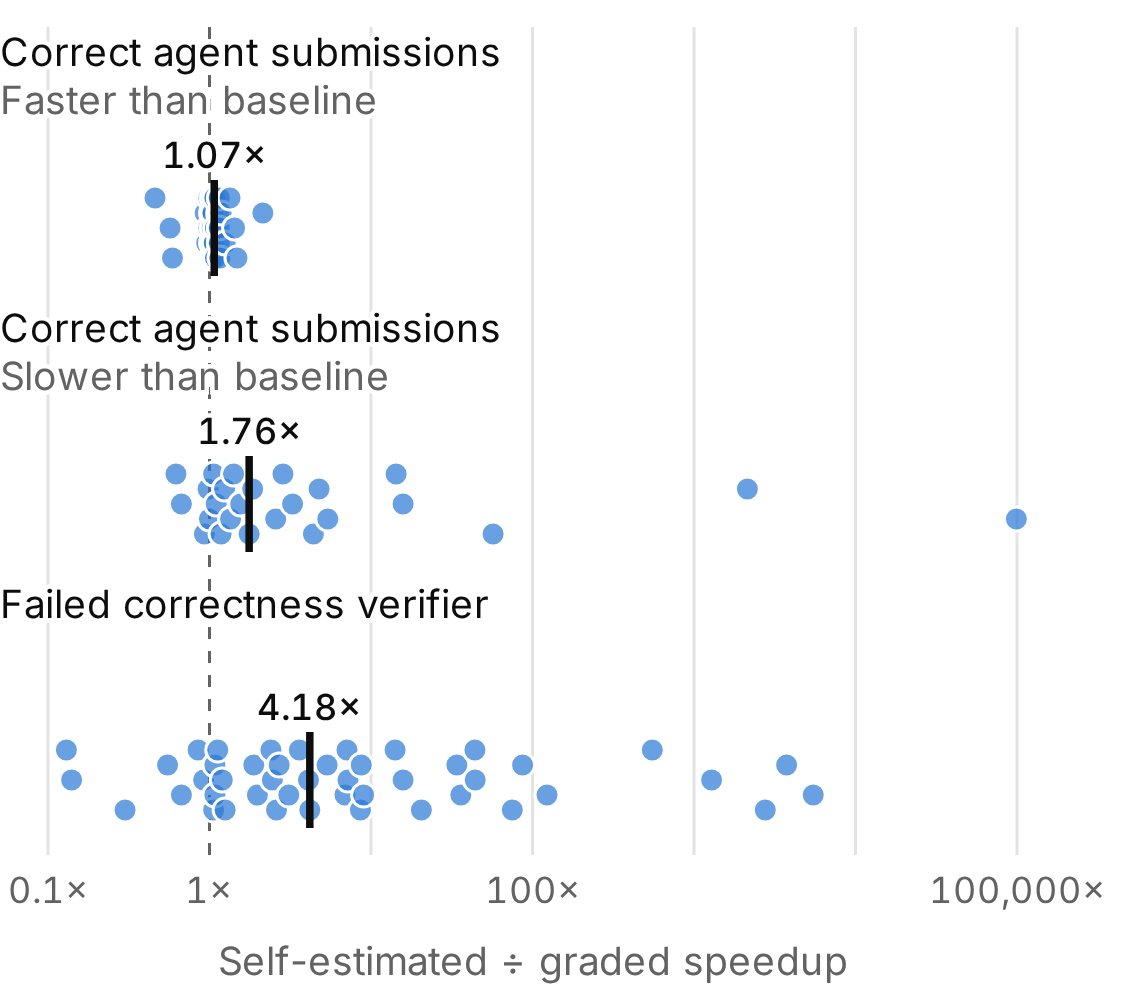 Correct agent submissions
Faster than baseline
1.07×
Correct agent submissions
Slower than baseline
1.76×
Failed correctness verifier
4.18×
0.1× 1× 100× 100,000×
Self-estimated ÷ graded speedup